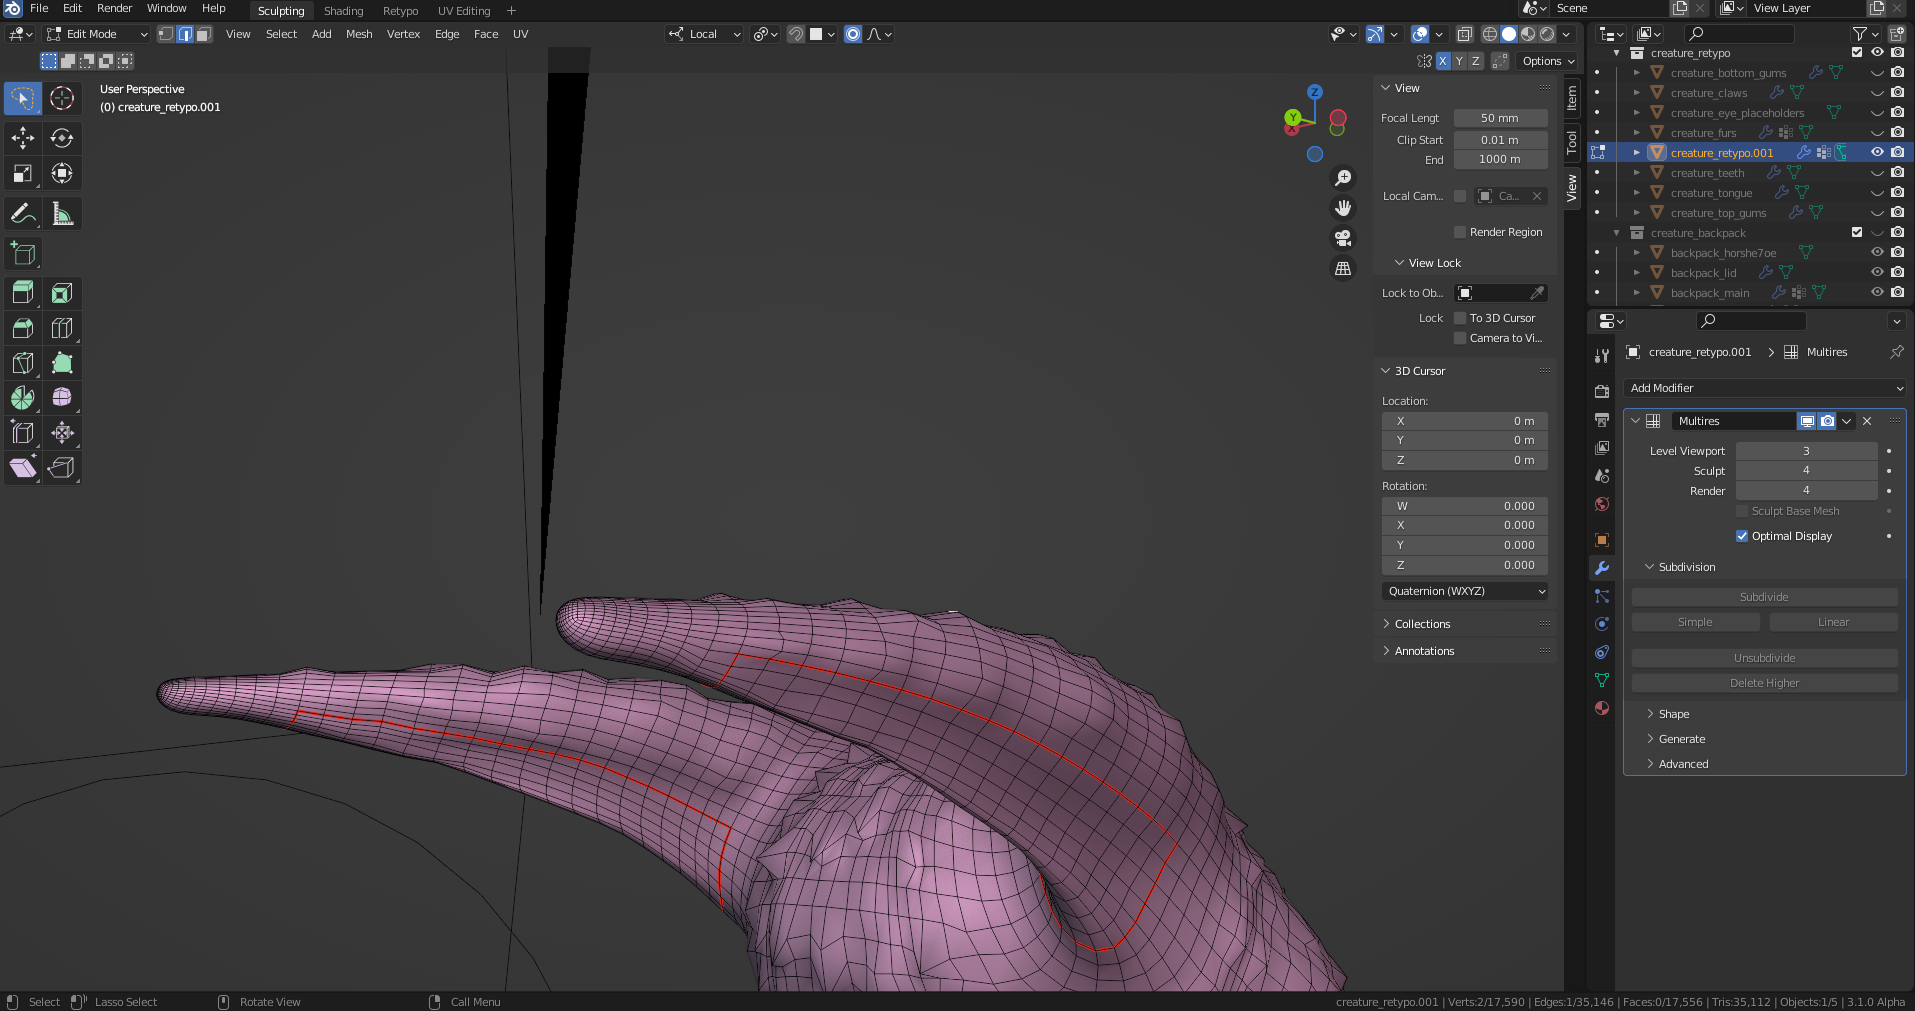 File Edit Render Window Help Sculpting Shading Retypo UV Editing + Scene View Layer
Edit Mode View Select Add Mesh Vertex Edge Face UV Local
X Y Z Options
User Perspective
(0) creature_retypo.001
Z
Y
X
View
Focal Lengt 50 mm
Clip Start 0.01 m
End 1000 m
Local Cam... Ca...
Render Region
View Lock
Lock to Ob...
Lock To 3D Cursor
Camera to Vi...
3D Cursor
Location:
X 0 m
Y 0 m
Z 0 m
Rotation:
W 0.000
X 0.000
Y 0.000
Z 0.000
Quaternion (WXYZ)
Collections
Annotations
Item
Tool
View
creature_retypo
creature_bottom_gums
creature_claws
creature_eye_placeholders
creature_furs
creature_retypo.001
creature_teeth
creature_tongue
creature_top_gums
creature_backpack
backpack_horshe7oe
backpack_lid
backpack_main
creature_retypo.001 > Multires
Add Modifier
Multires
Level Viewport 3
Sculpt 4
Render 4
Sculpt Base Mesh
Optimal Display
Subdivision
Subdivide
Simple Linear
Unsubdivide
Delete Higher
Shape
Generate
Advanced
Select Lasso Select Rotate View Call Menu creature_retypo.001 | Verts:2/17,590 | Edges:1/35,146 | Faces:0/17,556 | Tris:35,112 | Objects:1/5 | 3.1.0 Alpha